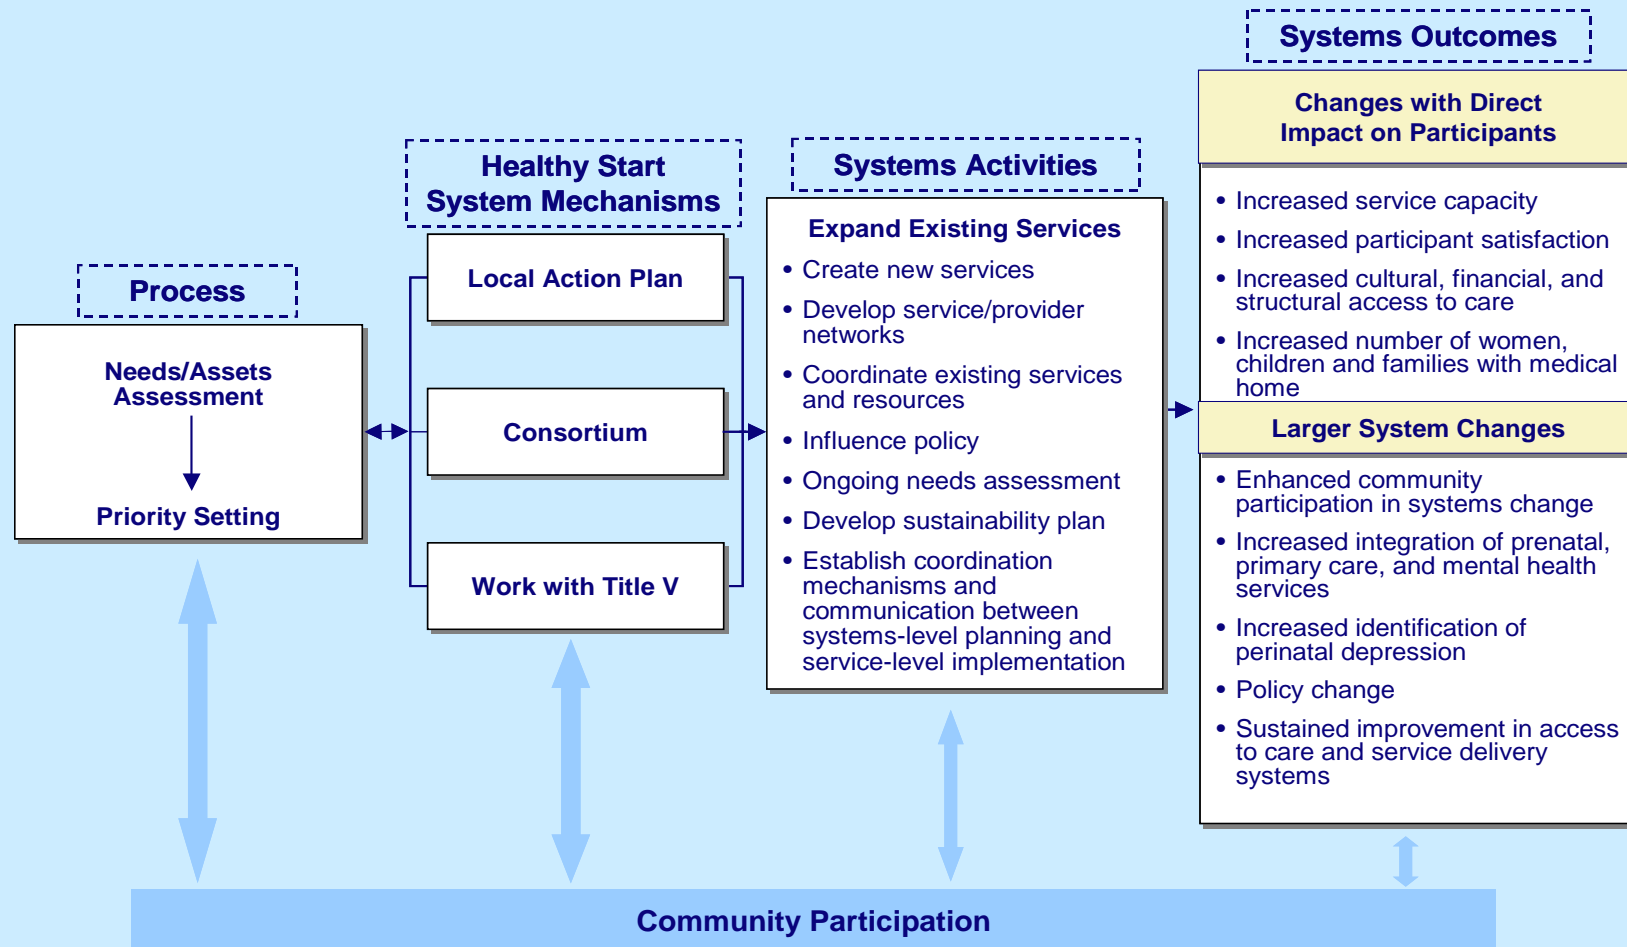 Process
Needs/Assets
Assessment
Priority Setting
Healthy Start
System Mechanisms
Local Action Plan
Consortium
Work with Title V
Systems Activities
Expand Existing Services
• Create new services
• Develop service/provider
networks
• Coordinate existing services
and resources
• Influence policy
• Ongoing needs assessment
• Develop sustainability plan
• Establish coordination
mechanisms and
communication between
systems-level planning and
service-level implementation
Systems Outcomes
Changes with Direct
Impact on Participants
• Increased service capacity
• Increased participant satisfaction
• Increased cultural, financial, and
structural access to care
• Increased number of women,
children and families with medical
home
Larger System Changes
• Enhanced community
participation in systems change
• Increased integration of prenatal,
primary care, and mental health
services
• Increased identification of
perinatal depression
• Policy change
• Sustained improvement in access
to care and service delivery
systems
Community Participation